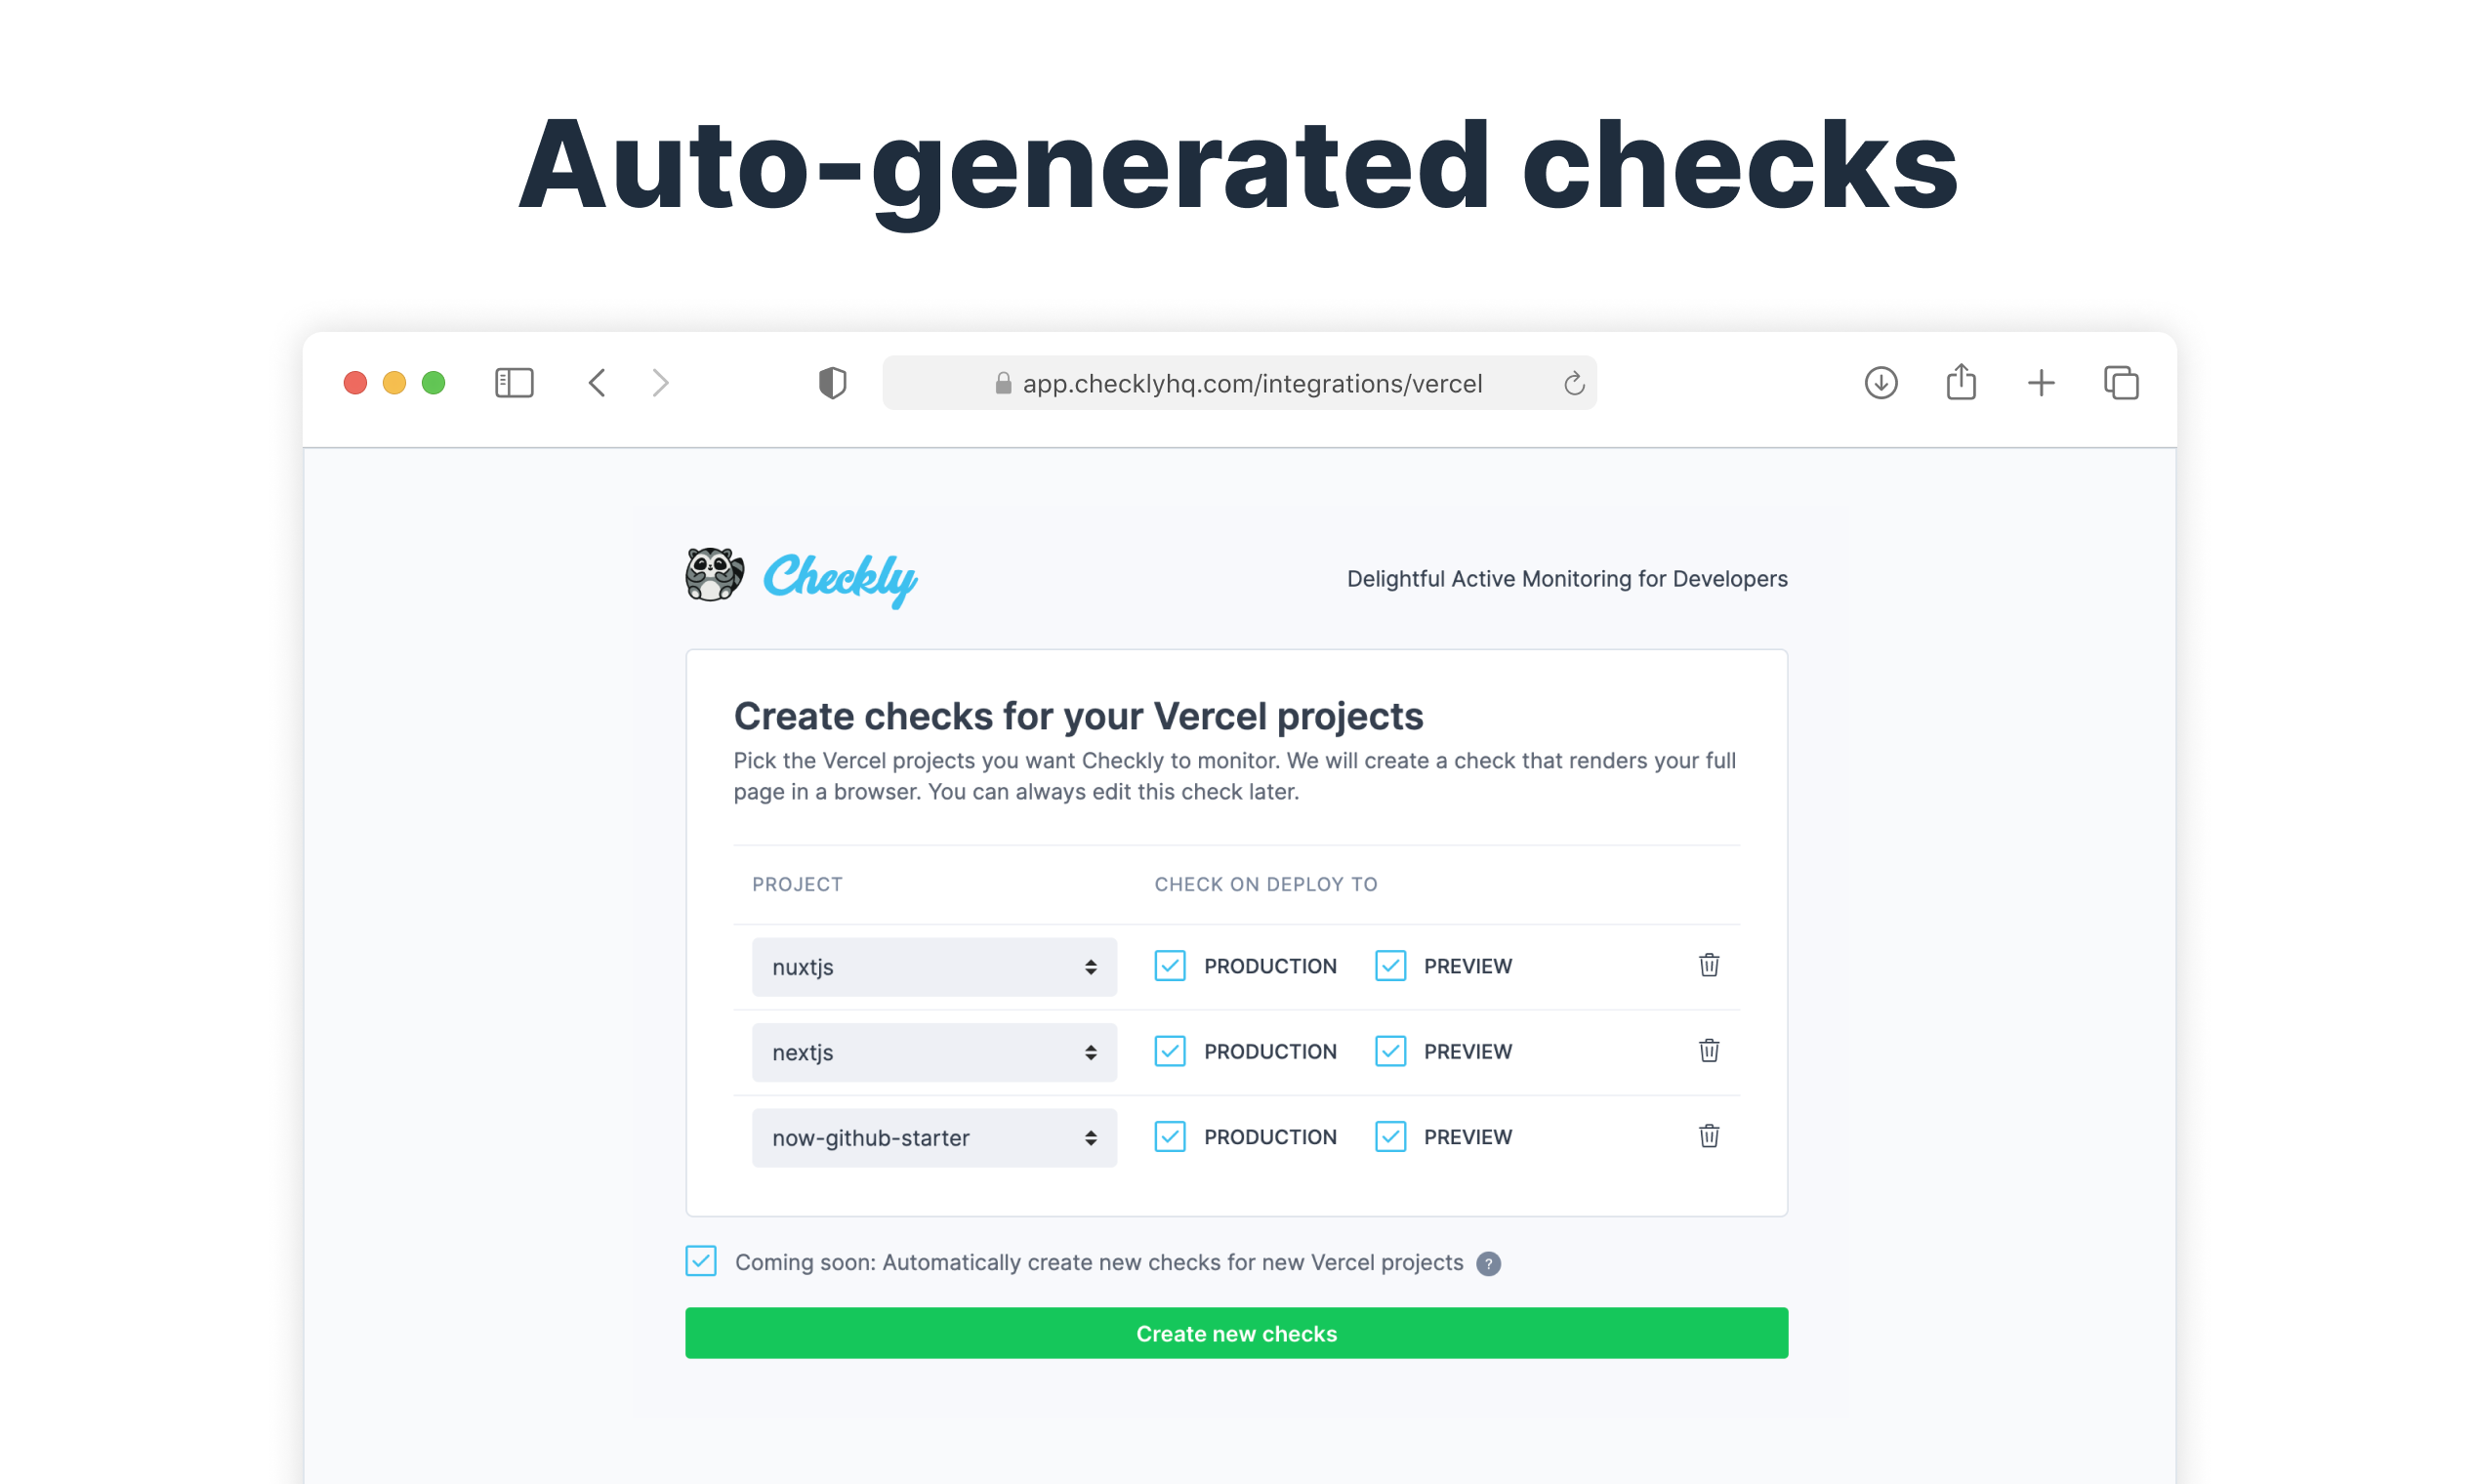 Auto-generated checks
app.checklyhq.com/integrations/vercel
Checkly
Delightful Active Monitoring for Developers
Create checks for your Vercel projects
Pick the Vercel projects you want Checkly to monitor. We will create a check that renders your full
page in a browser. You can always edit this check later.
PROJECT CHECK ON DEPLOY TO
nuxtjs PRODUCTION PREVIEW
nextjs PRODUCTION PREVIEW
now-github-starter PRODUCTION PREVIEW
Coming soon: Automatically create new checks for new Vercel projects ?
Create new checks